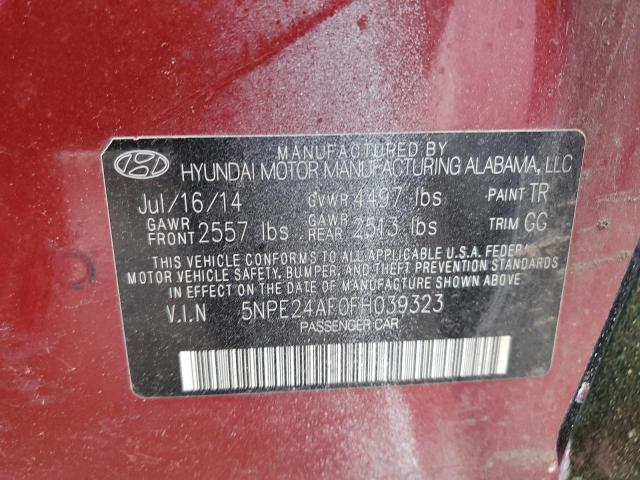 MANUFACTURED BY
HYUNDAI MOTOR MANUFACTURING ALABAMA, LLC
Jul/16/14 GVWR 4497 lbs PAINT TR
GAWR FRONT 2557 lbs GAWR REAR 2513 lbs TRIM GG
THIS VEHICLE CONFORMS TO ALL APPLICABLE U.S.A. FEDERAL
MOTOR VEHICLE SAFETY, BUMPER, AND THEFT PREVENTION STANDARDS
IN EFFECT ON THE DATE OF MANUFACTURE SHOWN ABOVE.
V.I.N 5NPE24AF0FH039323
PASSENGER CAR